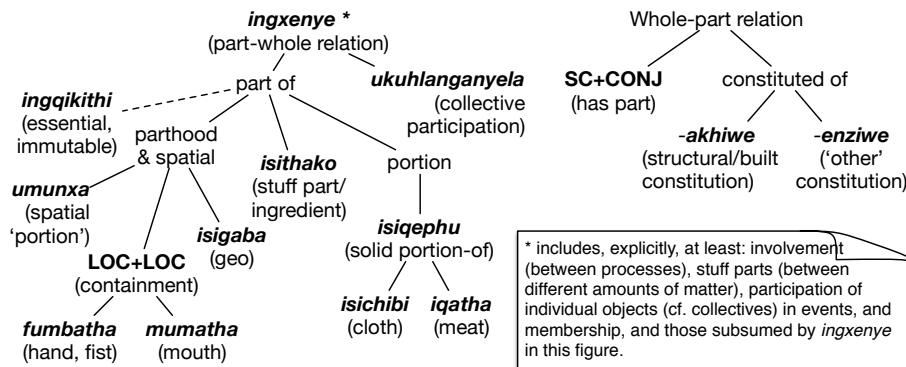 ingxenye *
(part-whole relation)
part of
ukuhlanganyela
(collective
participation)
ingqikithi
(essential,
immutable)
parthood
& spatial
isithako
(stuff part/
ingredient)
portion
umunxa
(spatial
‘portion’)
isigaba
(geo)
isiqephu
(solid portion-of)
LOC+LOC
(containment)
isichibi
(cloth)
iqatha
(meat)
fumbatha
(hand, fist)
mumatha
(mouth)
Whole-part relation
SC+CONJ
(has part)
constituted of
-akhiwe
(structural/built
constitution)
-enziwe
(‘other’
constitution)
* includes, explicitly, at least: involvement
(between processes), stuff parts (between
different amounts of matter), participation of
individual objects (cf. collectives) in events, and
membership, and those subsumed by ingxenye
in this figure.